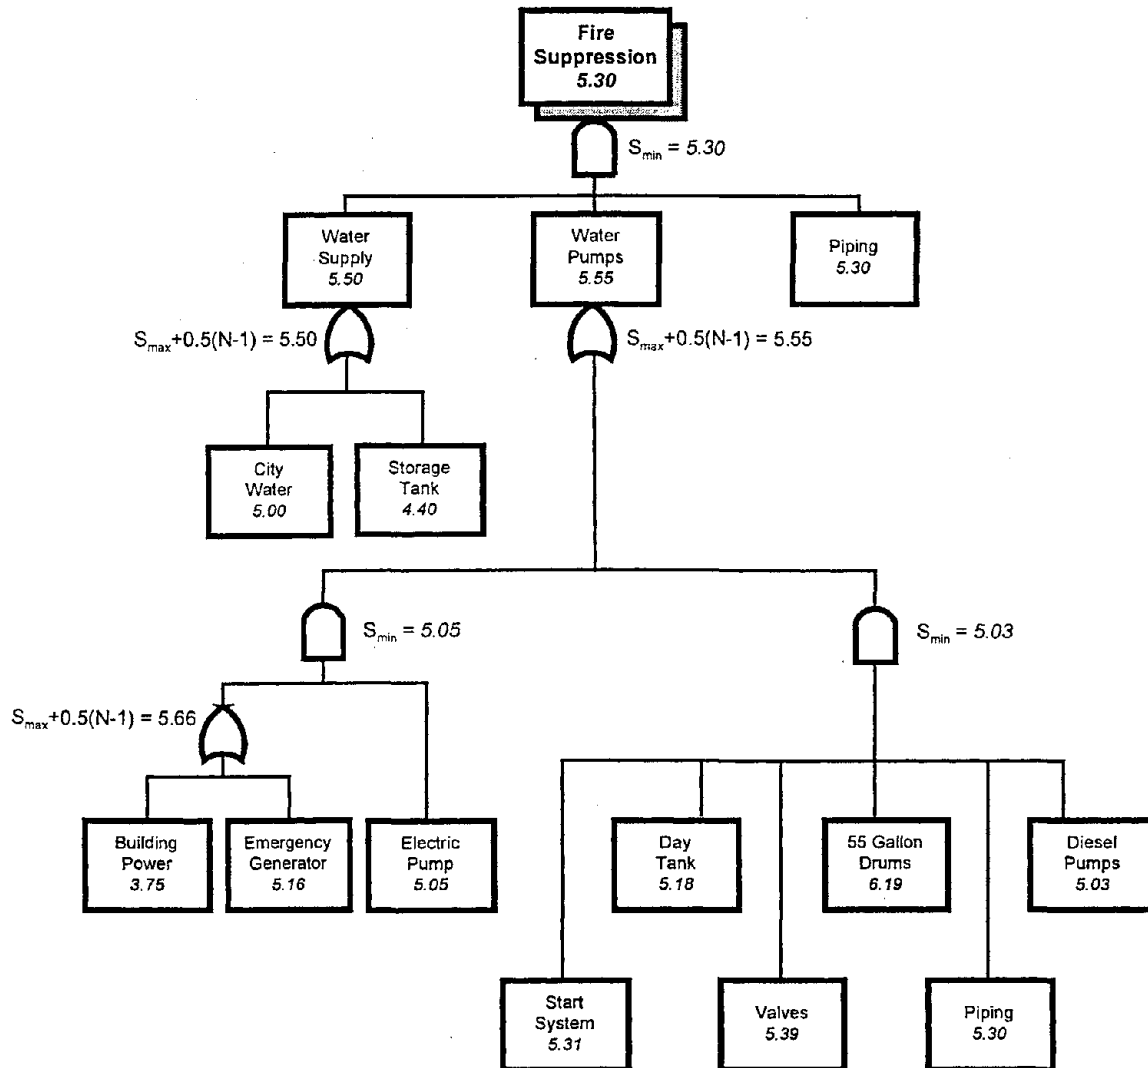 Fire
Suppression
5.30
S_min = 5.30
Water
Supply
5.50
Water
Pumps
5.55
Piping
5.30
S_max+0.5(N-1) = 5.50
S_max+0.5(N-1) = 5.55
City
Water
5.00
Storage
Tank
4.40
S_min = 5.05
S_min = 5.03
S_max+0.5(N-1) = 5.66
Building
Power
3.75
Emergency
Generator
5.16
Electric
Pump
5.05
Day
Tank
5.18
55 Gallon
Drums
6.19
Diesel
Pumps
5.03
Start
System
5.31
Valves
5.39
Piping
5.30